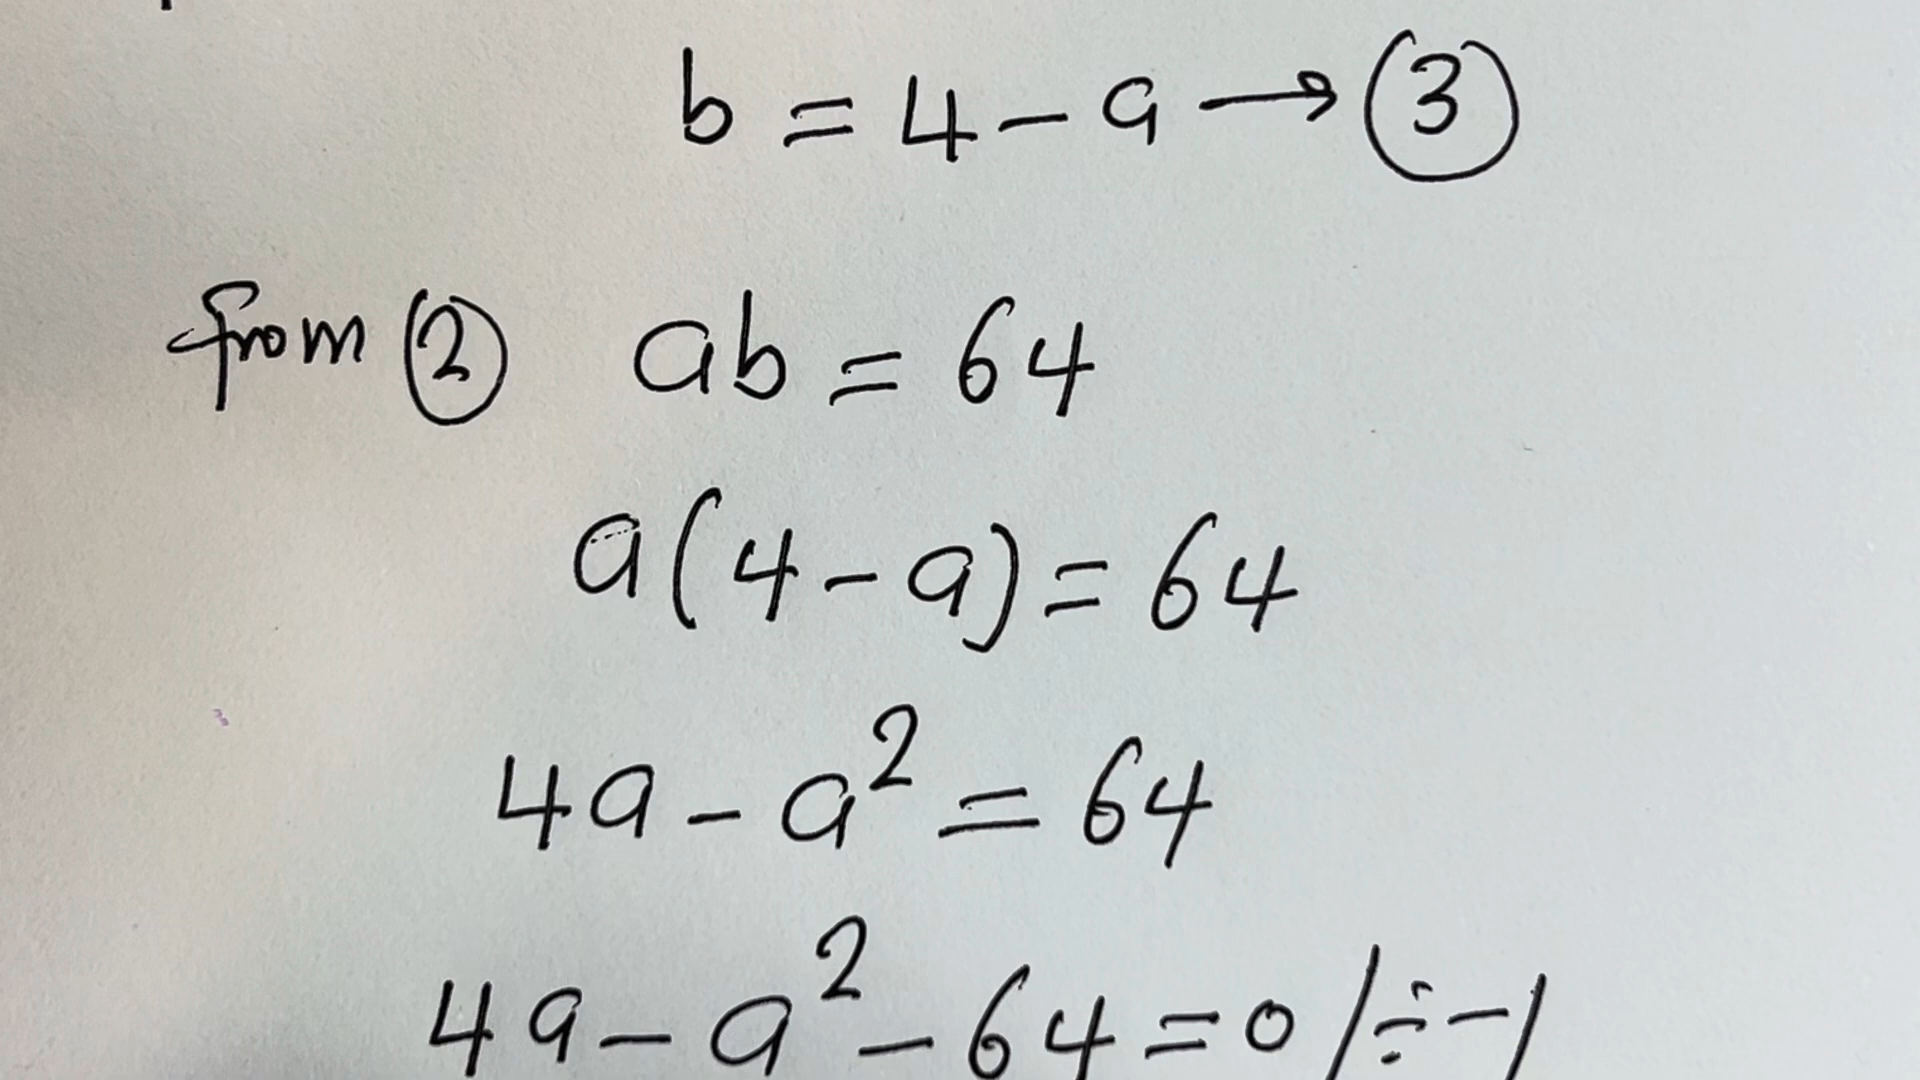 b = 4 - a → ③
from ② ab = 64
a(4 - a) = 64
4a - a² = 64
4a - a² - 64 = 0 / ÷ -1 /